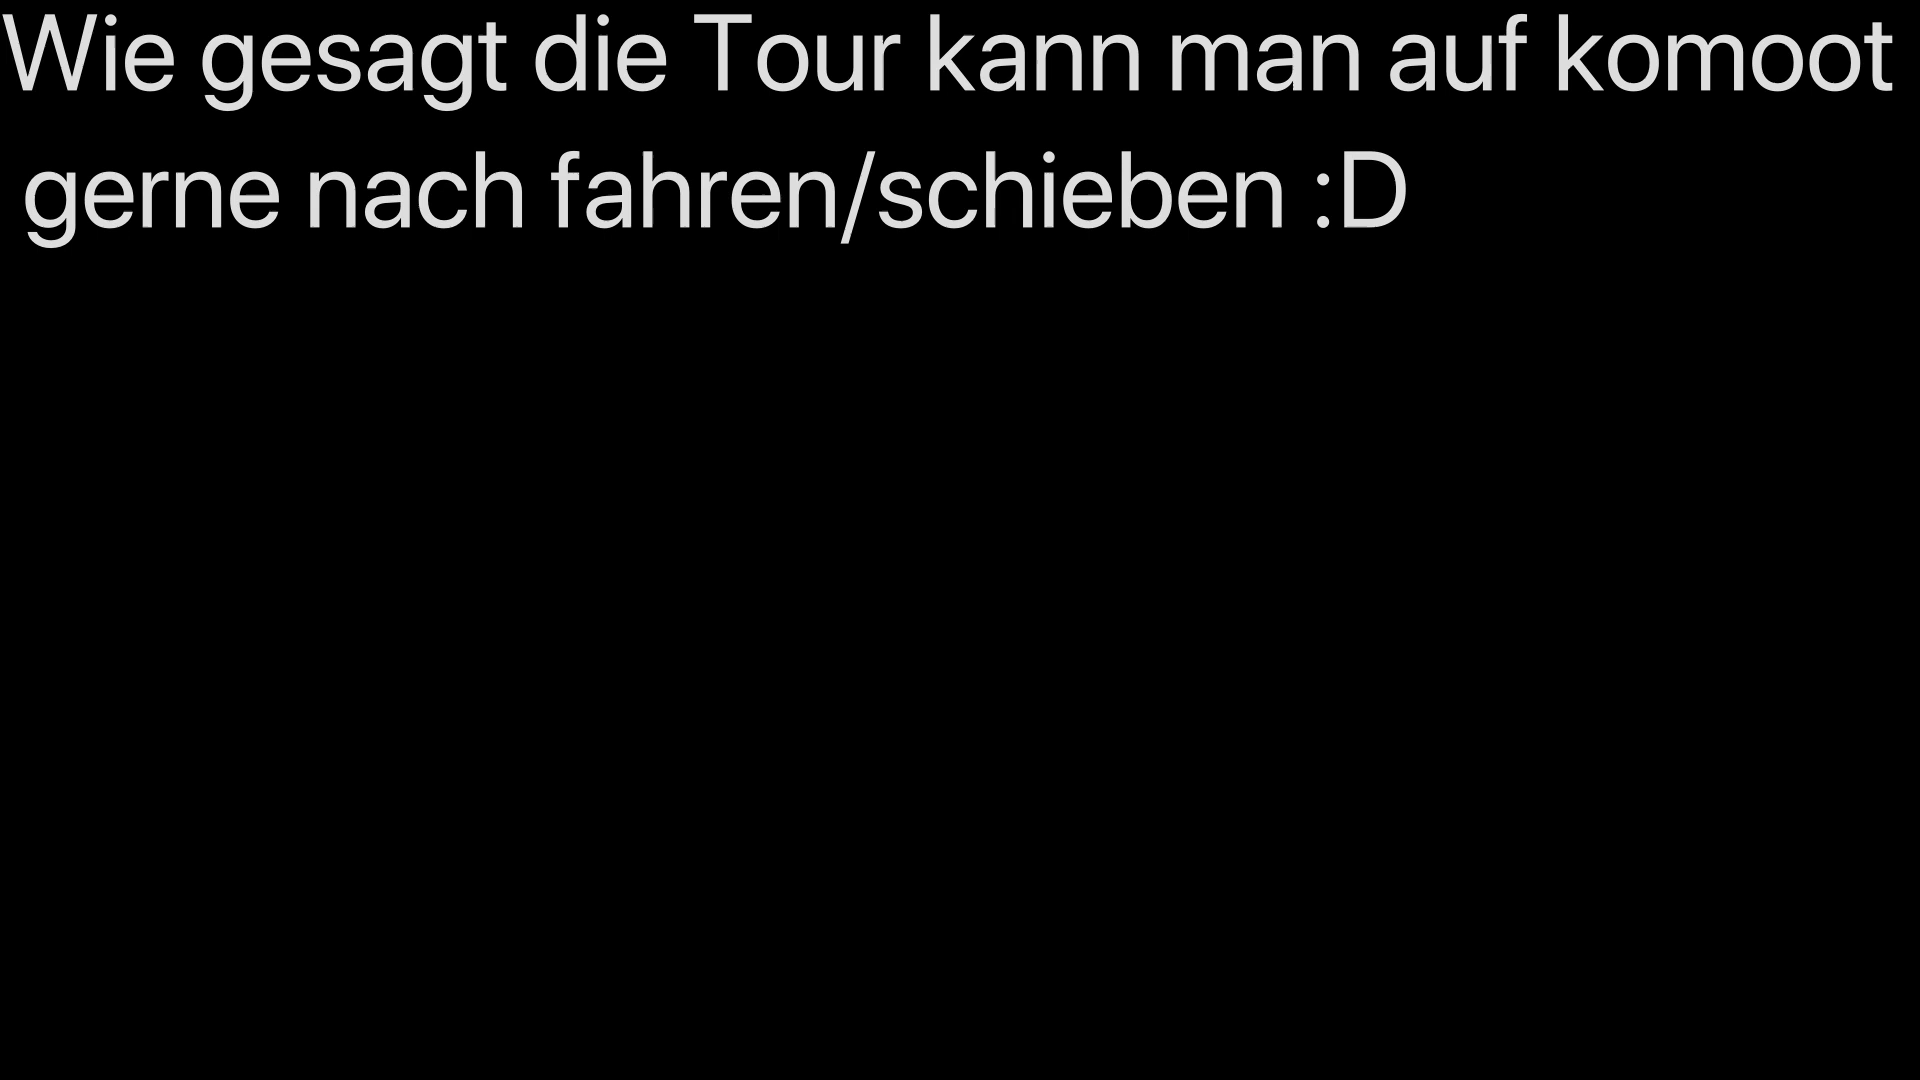 Wie gesagt die Tour kann man auf komoot
gerne nach fahren/schieben :D